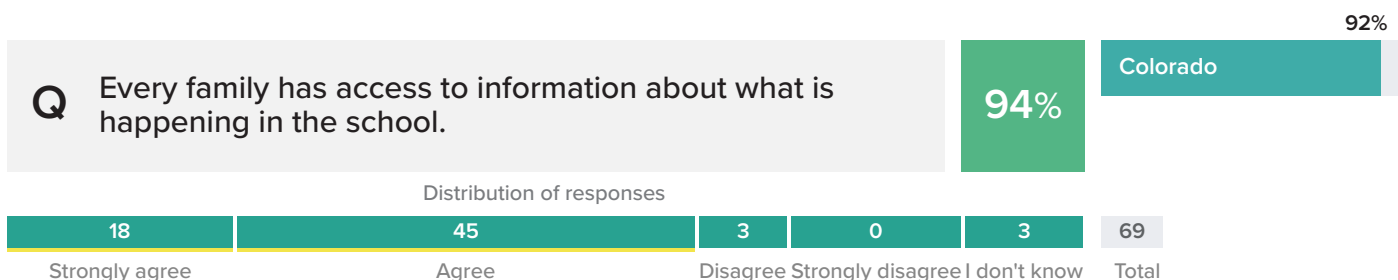 92%
Q
Every family has access to information about what is
happening in the school.
94%
Colorado
Distribution of responses
18 45 3 0 3 69
Strongly agree Agree Disagree Strongly disagree I don't know Total